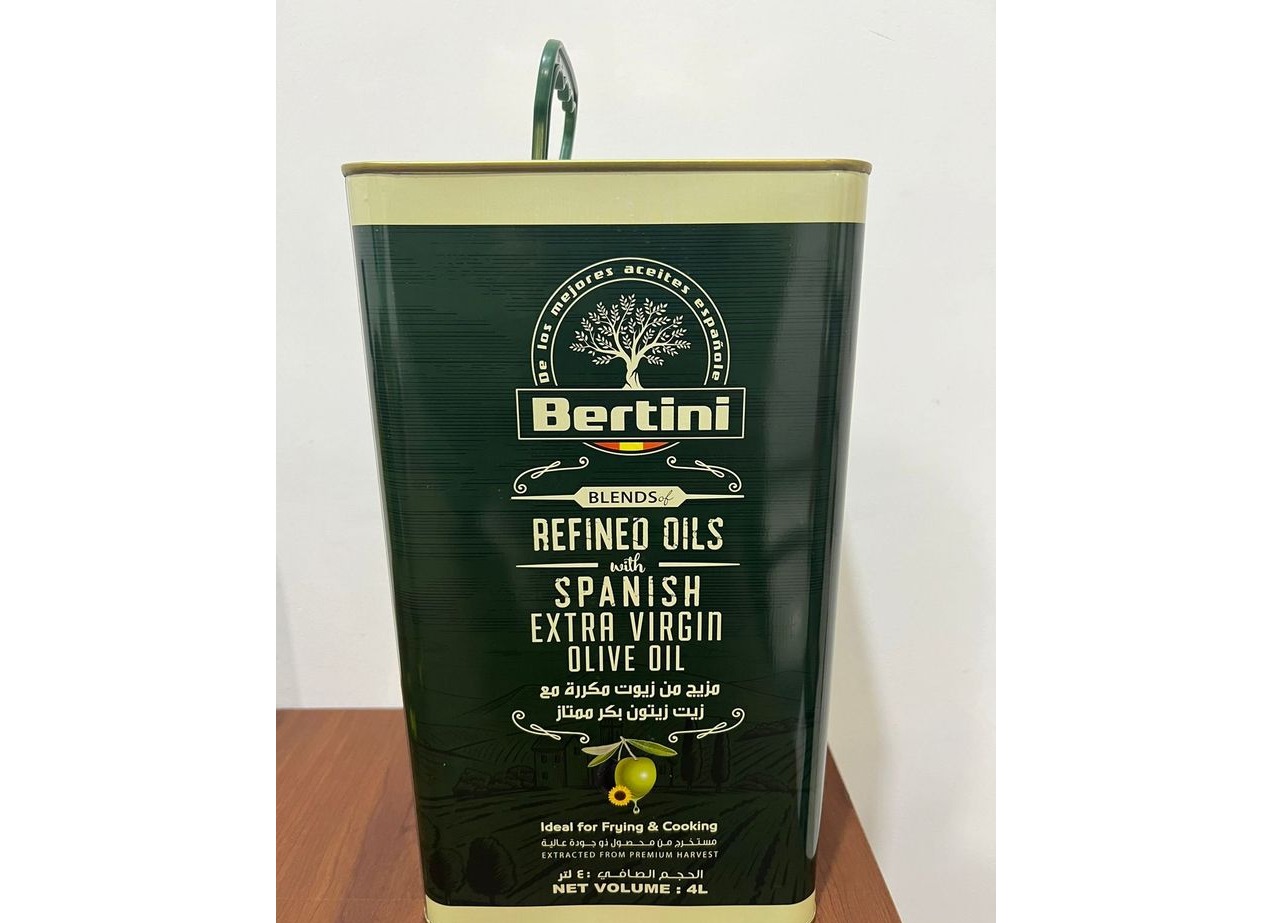 De los mejores aceites españole
Bertini
BLENDS of
REFINED OILS
with
SPANISH
EXTRA VIRGIN
OLIVE OIL
مزيج من زيوت مكررة مع
زيت زيتون بكر ممتاز
Ideal for Frying & Cooking
مستخرج من محصول ذو جودة عالية
EXTRACTED FROM PREMIUM HARVEST
الحجم الصافي : ٤ لتر
NET VOLUME : 4L